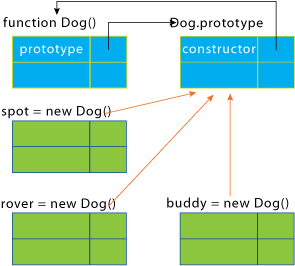 function Dog()
Dog.prototype
prototype
constructor
spot = new Dog()
rover = new Dog()
buddy = new Dog()